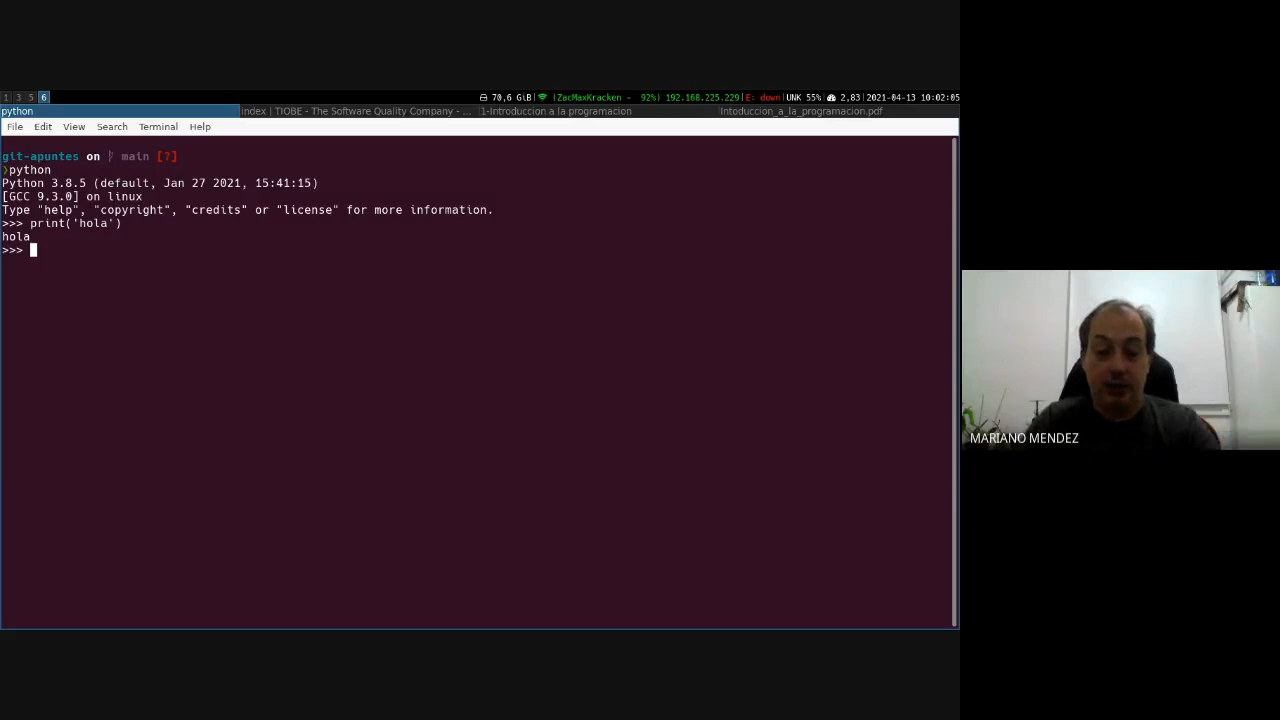 1 3 5 6
70,6 GiB| (ZacMaxKracken - 92%) 192.168.225.229|E: down|UNK 55%| 2,83|2021-04-13 10:02:05
python
index | TIOBE - The Software Quality Company - ...
1-Introduccion a la programacion
Intoduccion_a_la_programacion.pdf
File Edit View Search Terminal Help
git-apuntes on main [?]
❯python
Python 3.8.5 (default, Jan 27 2021, 15:41:15)
[GCC 9.3.0] on linux
Type "help", "copyright", "credits" or "license" for more information.
>>> print('hola')
hola
>>>
MARIANO MENDEZ